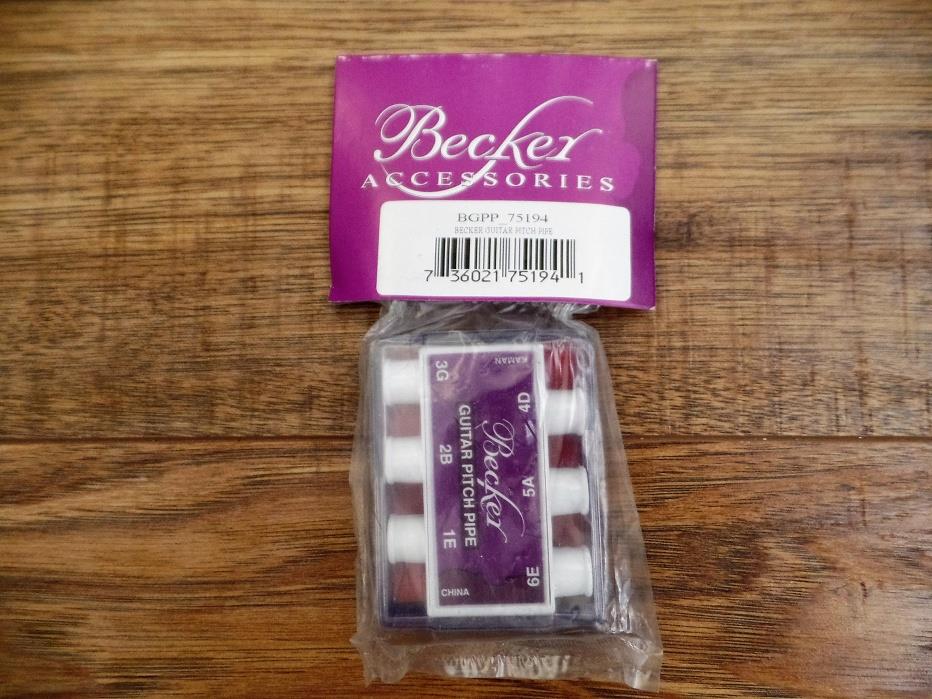 Becker
ACCESSORIES
BGPP_75194
BECKER GUITAR PITCH PIPE
7 36021 75194 1
KAMAN
3G
4D
2B
5A
1E
6E
Becker
GUITAR PITCH PIPE
CHINA